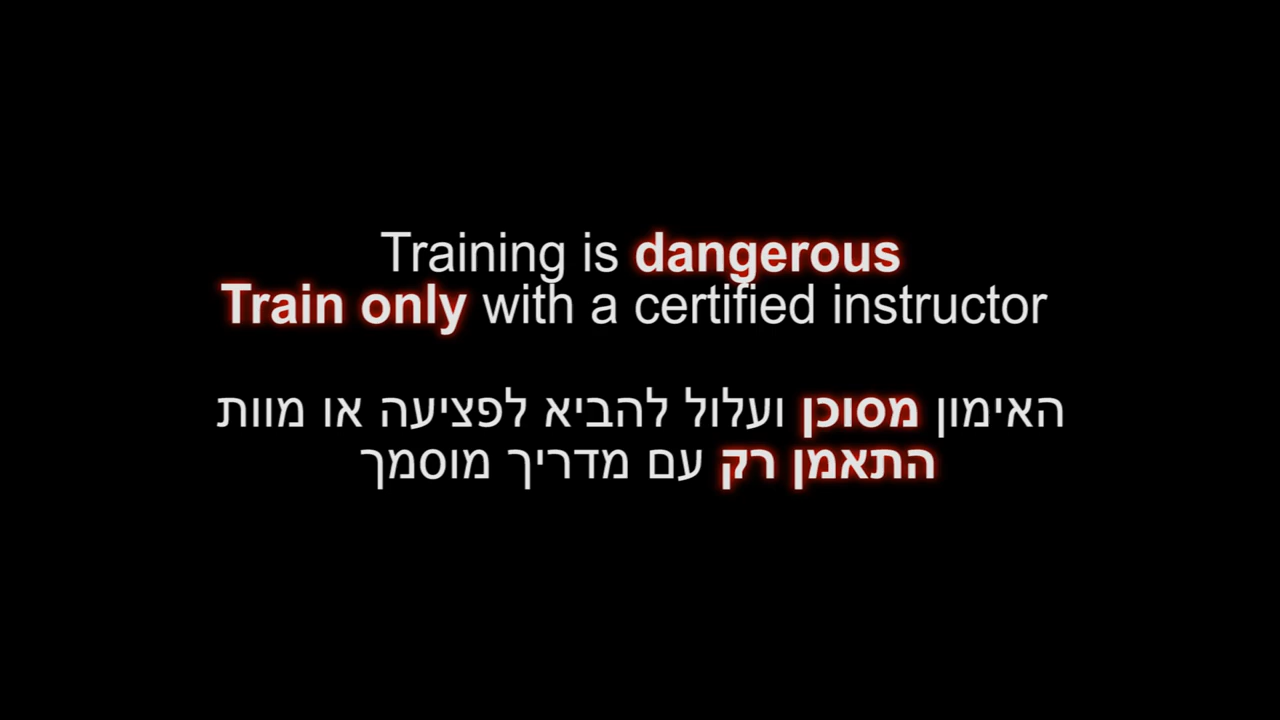 Training is dangerous
Train only with a certified instructor
האימון מסוכן ועלול להביא לפציעה או מוות
התאמן רק עם מדריך מוסמך